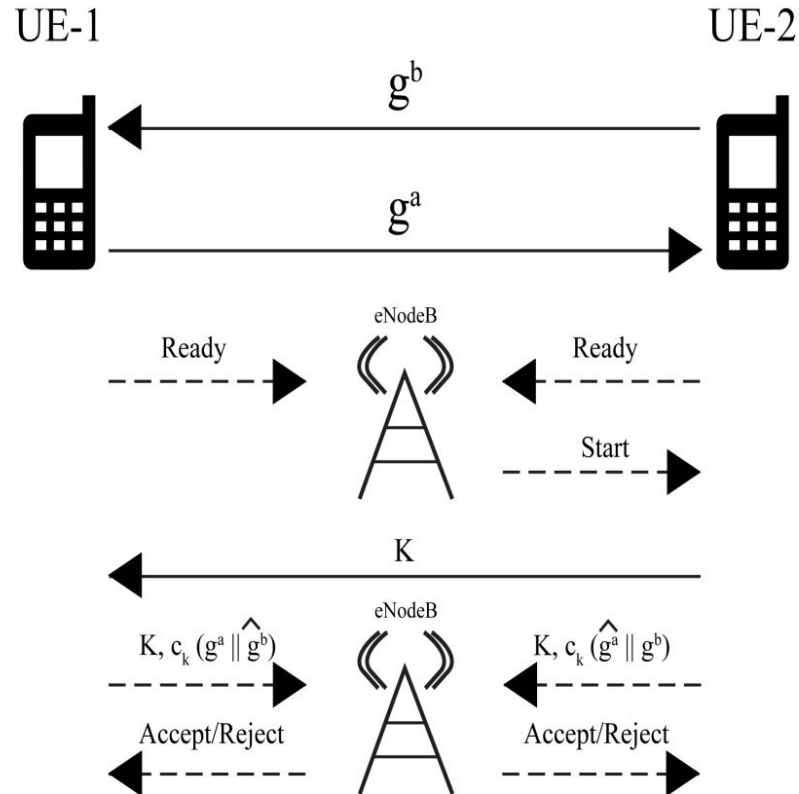 UE-1 UE-2
g^b
g^a
eNodeB
Ready Ready
Start
K
eNodeB
K, c_k (g^a || ĝ^b) K, c_k (ĝ^a || g^b)
Accept/Reject Accept/Reject